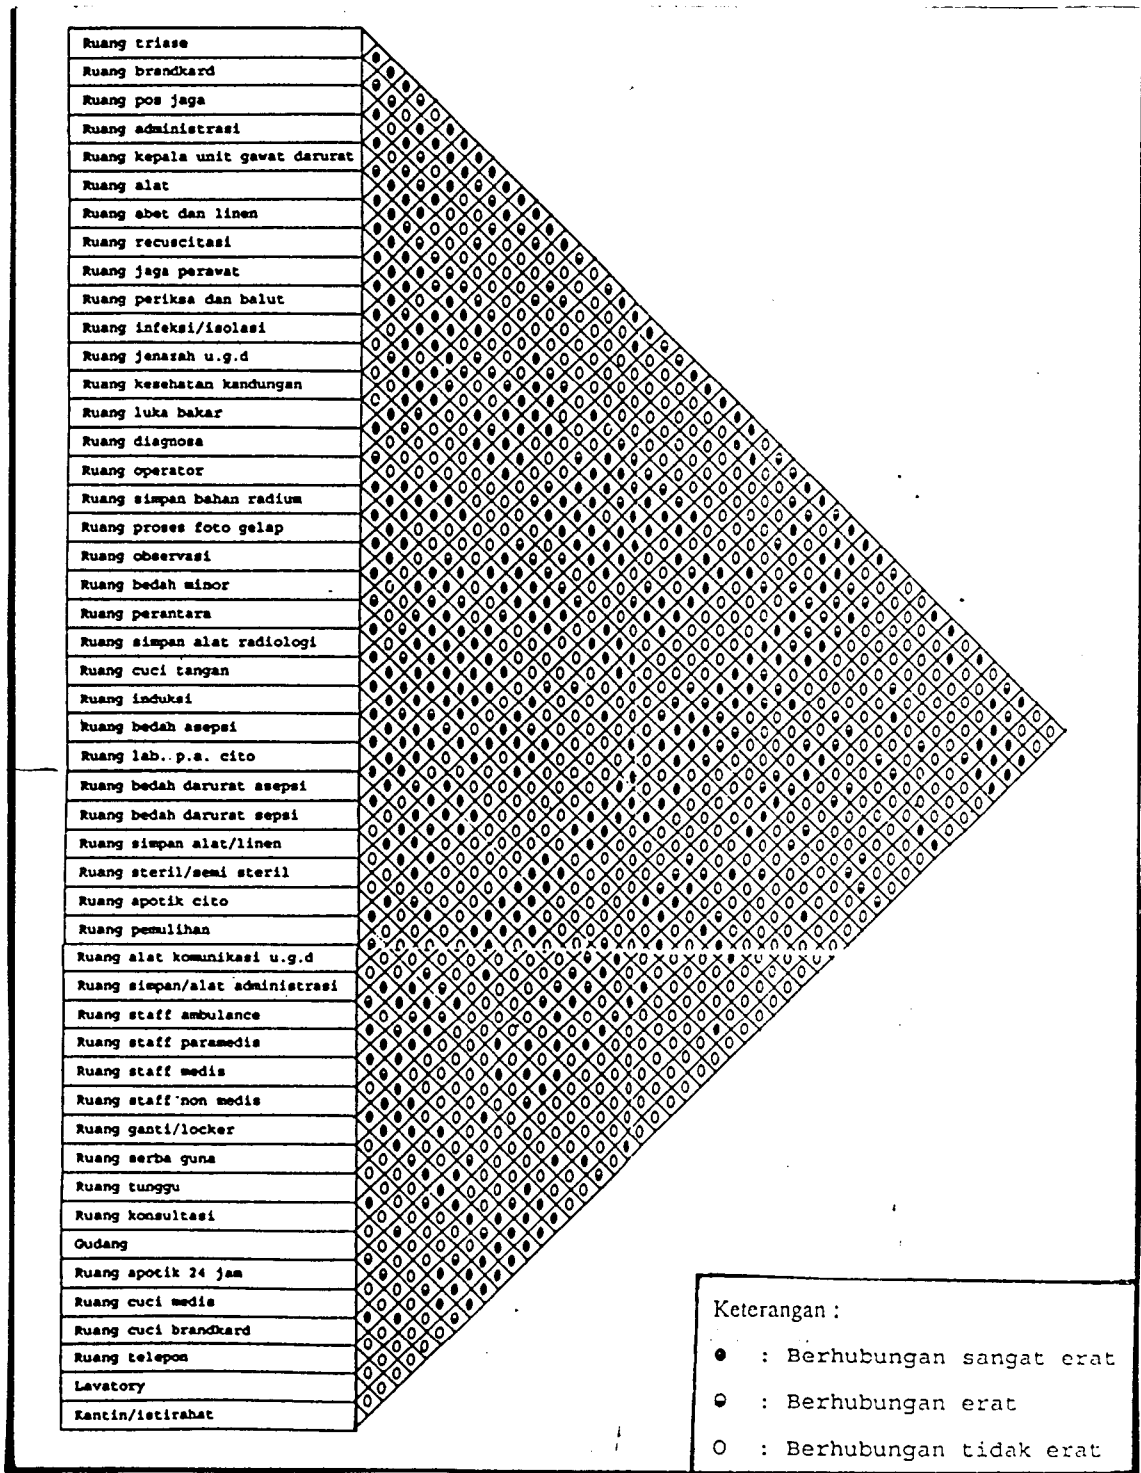 Ruang triase
Ruang brandkard
Ruang pos jaga
Ruang administrasi
Ruang kepala unit gawat darurat
Ruang alat
Ruang abet dan linen
Ruang recuscitasi
Ruang jaga perawat
Ruang periksa dan balut
Ruang infeksi/isolasi
Ruang jenazah u.g.d
Ruang kesehatan kandungan
Ruang luka bakar
Ruang diagnosa
Ruang operator
Ruang simpan bahan radium
Ruang proses foto gelap
Ruang observasi
Ruang bedah minor
Ruang perantara
Ruang simpan alat radiologi
Ruang cuci tangan
Ruang induksi
Ruang bedah asepsi
Ruang lab..p.a. cito
Ruang bedah darurat asepsi
Ruang bedah darurat sepsi
Ruang simpan alat/linen
Ruang steril/semi steril
Ruang apotik cito
Ruang pemulihan
Ruang alat komunikasi u.g.d
Ruang simpan/alat administrasi
Ruang staff ambulance
Ruang staff paramedis
Ruang staff medis
Ruang staff non medis
Ruang ganti/locker
Ruang serba guna
Ruang tunggu
Ruang konsultasi
Gudang
Ruang apotik 24 jam
Ruang cuci medis
Ruang cuci brandkard
Ruang telepon
Lavatory
Kantin/istirahat
Keterangan :
: Berhubungan sangat erat
: Berhubungan erat
: Berhubungan tidak erat